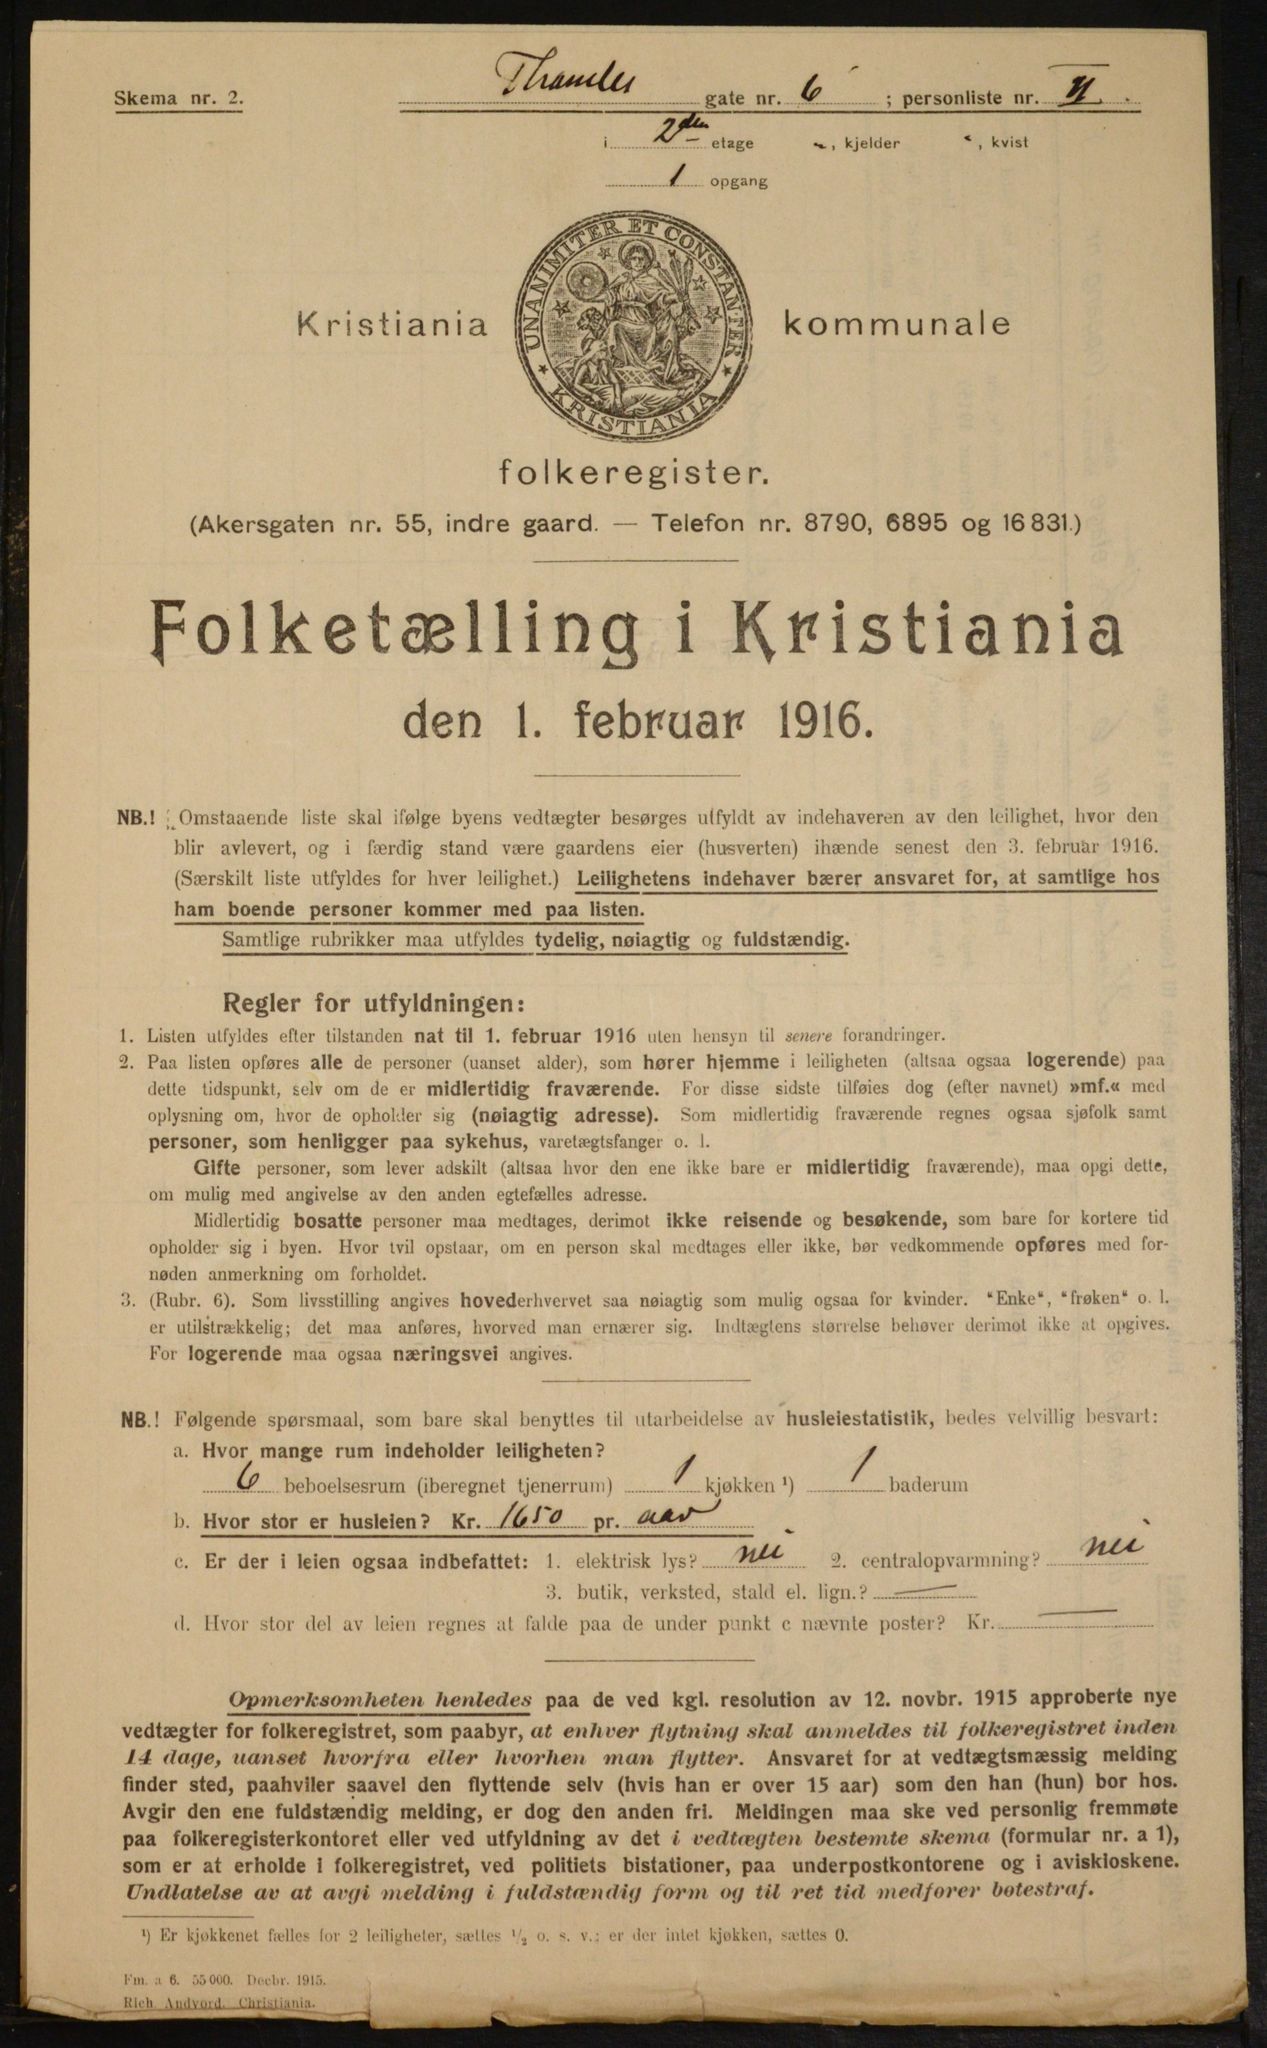 Skema nr. 2.
Thaules gate nr. 6 ; personliste nr. II.
i 2den etage „, kjelder “, kvist
1 opgang
UNANIMITER ET CONSTANTER
KRISTIANIA
Kristiania kommunale
folkeregister.
(Akersgaten nr. 55, indre gaard. — Telefon nr. 8790, 6895 og 16 831.)
Folketælling i Kristiania
den 1. februar 1916.
NB.! Omstaaende liste skal ifølge byens vedtægter besørges utfyldt av indehaveren av den leilighet, hvor den
blir avlevert, og i færdig stand være gaardens eier (husverten) ihænde senest den 3. februar 1916.
(Særskilt liste utfyldes for hver leilighet.) Leilighetens indehaver bærer ansvaret for, at samtlige hos
ham boende personer kommer med paa listen.
Samtlige rubrikker maa utfyldes tydelig, nøiagtig og fuldstændig.
Regler for utfyldningen:
1. Listen utfyldes efter tilstanden nat til 1. februar 1916 uten hensyn til senere forandringer.
2. Paa listen opføres alle de personer (uanset alder), som hører hjemme i leiligheten (altsaa ogsaa logerende) paa
dette tidspunkt, selv om de er midlertidig fraværende. For disse sidste tilføies dog (efter navnet) »mf.« med
oplysning om, hvor de opholder sig (nøiagtig adresse). Som midlertidig fraværende regnes ogsaa sjøfolk samt
personer, som henligger paa sykehus, varetægtsfanger o. l.
Gifte personer, som lever adskilt (altsaa hvor den ene ikke bare er midlertidig fraværende), maa opgi dette,
om mulig med angivelse av den anden egtefælles adresse.
Midlertidig bosatte personer maa medtages, derimot ikke reisende og besøkende, som bare for kortere tid
opholder sig i byen. Hvor tvil opstaar, om en person skal medtages eller ikke, bør vedkommende opføres med for-
nøden anmerkning om forholdet.
3. (Rubr. 6). Som livsstilling angives hovederhvervet saa nøiagtig som mulig ogsaa for kvinder. “Enke“, “frøken“ o. l.
er utilstrækkelig; det maa anføres, hvorved man ernærer sig. Indtægtens størrelse behøver derimot ikke at opgives.
For logerende maa ogsaa næringsvei angives.
NB.! Følgende spørsmaal, som bare skal benyttes til utarbeidelse av husleiestatistik, bedes velvillig besvart:
a. Hvor mange rum indeholder leiligheten?
6 beboelsesrum (iberegnet tjenerrum) 1 kjøkken ¹) 1 baderum
b. Hvor stor er husleien? Kr. 1650 pr. aar
c. Er der i leien ogsaa indbefattet: 1. elektrisk lys? nei 2. centralopvarmning? nei
3. butik, verksted, stald el. lign.? —
d. Hvor stor del av leien regnes at falde paa de under punkt c nævnte poster? Kr. —
Opmerksomheten henledes paa de ved kgl. resolution av 12. novbr. 1915 approberte nye
vedtægter for folkeregistret, som paabyr, at enhver flytning skal anmeldes til folkeregistret inden
14 dage, uanset hvorfra eller hvorhen man flytter. Ansvaret for at vedtægtsmæssig melding
finder sted, paahviler saavel den flyttende selv (hvis han er over 15 aar) som den han (hun) bor hos.
Avgir den ene fuldstændig melding, er dog den anden fri. Meldingen maa ske ved personlig fremmøte
paa folkeregisterkontoret eller ved utfyldning av det i vedtægten bestemte skema (formular nr. a 1),
som er at erholde i folkeregistret, ved politiets bistationer, paa underpostkontorene og i aviskioskene.
Undlatelse av at avgi melding i fuldstændig form og til ret tid medfører botestraf.
¹) Er kjøkkenet fælles for 2 leiligheter, sættes ½ o. s. v.; er der intet kjøkken, sættes 0.
Fm. a 6. 55 000. Decbr. 1915.
Rich. Andvord. Christiania.